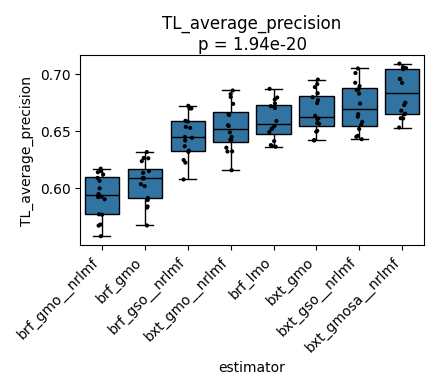 TL_average_precision
p = 1.94e-20
TL_average_precision
0.70
0.65
0.60
brf_gmo__nrlmf
brf_gmo
brf_gso__nrlmf
bxt_gmo__nrlmf
brf_lmo
bxt_gmo
bxt_gso__nrlmf
bxt_gmosa__nrlmf
estimator